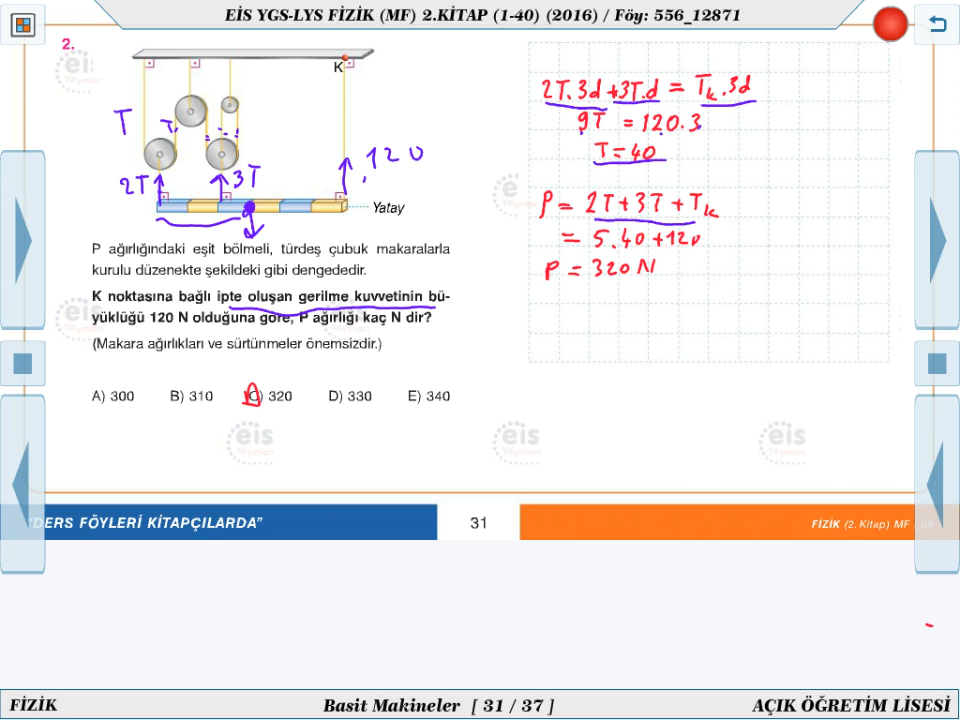 EİS YGS-LYS FİZİK (MF) 2.KİTAP (1-40) (2016) / Föy: 556_12871
2.
K
T
T
2T
3T
120
Yatay
P ağırlığındaki eşit bölmeli, türdeş çubuk makaralarla
kurulu düzenekte şekildeki gibi dengededir.
K noktasına bağlı ipte oluşan gerilme kuvvetinin bü-
yüklüğü 120 N olduğuna göre, P ağırlığı kaç N dir?
(Makara ağırlıkları ve sürtünmeler önemsizdir.)
A) 300 B) 310 C) 320 D) 330 E) 340
2T.3d+3T.d = Tk.3d
9T = 120.3
T = 40
P = 2T+3T+Tk
= 5.40+120
P = 320 N
eis
eis
eis
"DERS FÖYLERİ KİTAPÇILARDA"
31
FİZİK (2. Kitap) MF
FİZİK
Basit Makineler [ 31 / 37 ]
AÇIK ÖĞRETİM LİSESİ